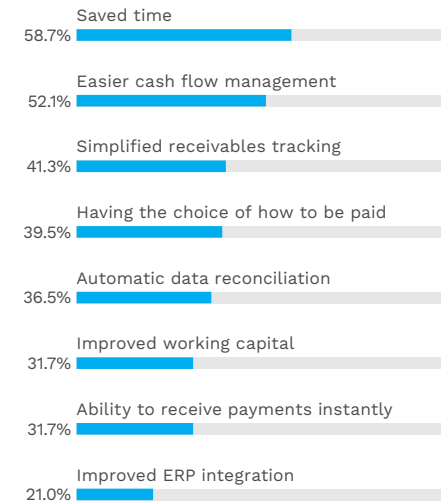 Saved time
58.7%
Easier cash flow management
52.1%
Simplified receivables tracking
41.3%
Having the choice of how to be paid
39.5%
Automatic data reconciliation
36.5%
Improved working capital
31.7%
Ability to receive payments instantly
31.7%
Improved ERP integration
21.0%